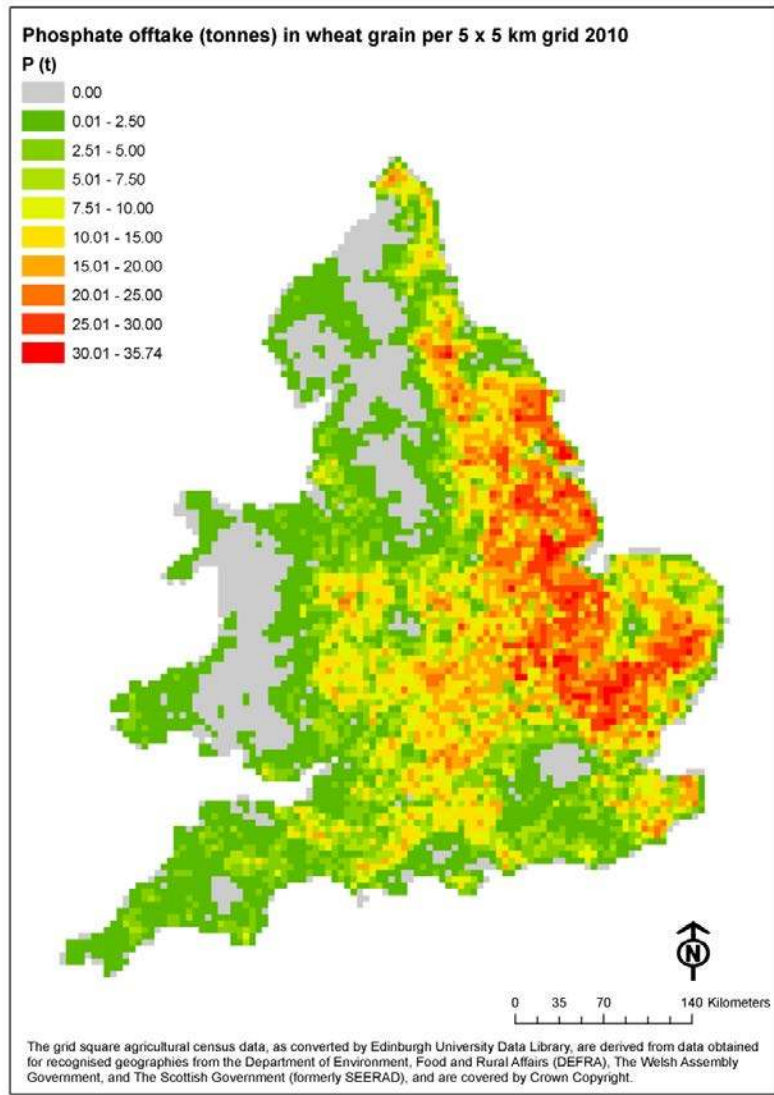 Phosphate offtake (tonnes) in wheat grain per 5 x 5 km grid 2010
P (t)
0.00
0.01 - 2.50
2.51 - 5.00
5.01 - 7.50
7.51 - 10.00
10.01 - 15.00
15.01 - 20.00
20.01 - 25.00
25.01 - 30.00
30.01 - 35.74
N
0 35 70 140 Kilometers
The grid square agricultural census data, as converted by Edinburgh University Data Library, are derived from data obtained
for recognised geographies from the Department of Environment, Food and Rural Affairs (DEFRA), The Welsh Assembly
Government, and The Scottish Government (formerly SEERAD), and are covered by Crown Copyright.